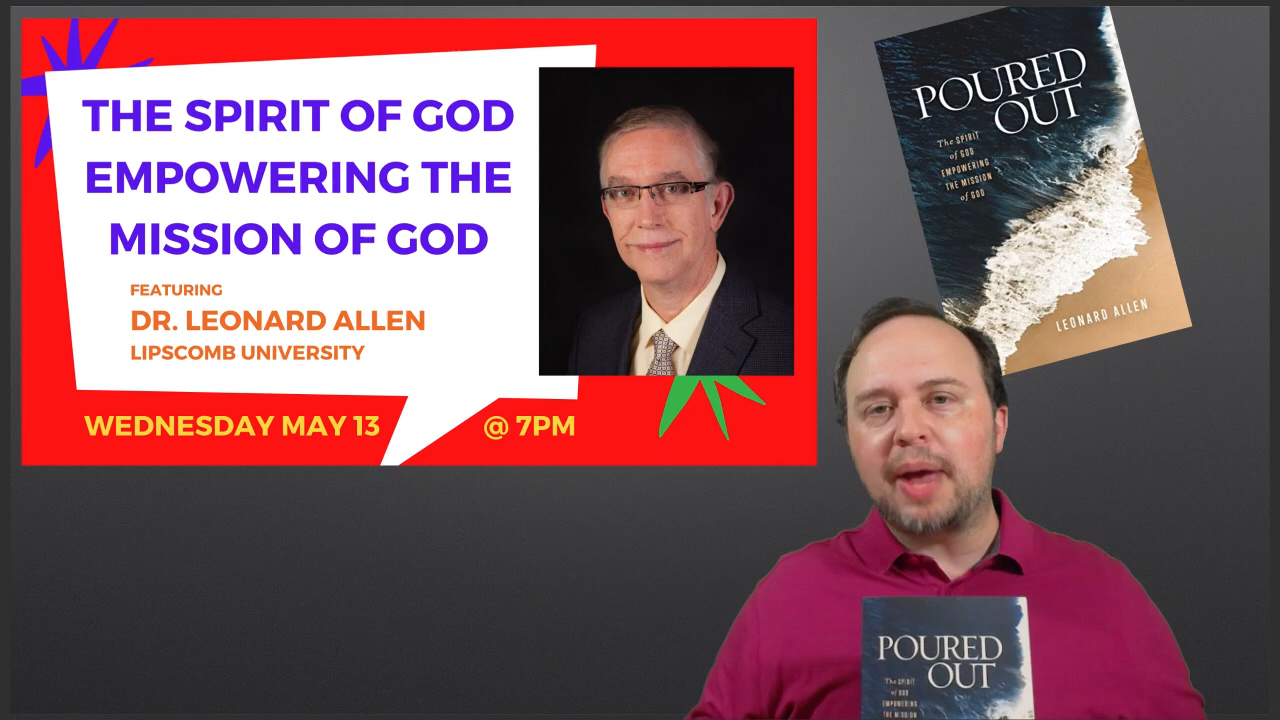 THE SPIRIT OF GOD
EMPOWERING THE
MISSION OF GOD
FEATURING
DR. LEONARD ALLEN
LIPSCOMB UNIVERSITY
WEDNESDAY MAY 13 @ 7PM
POURED
OUT
The SPIRIT
of GOD
EMPOWERING
THE MISSION
of GOD
LEONARD ALLEN
POURED
OUT
The SPIRIT
of GOD
EMPOWERING
THE MISSION